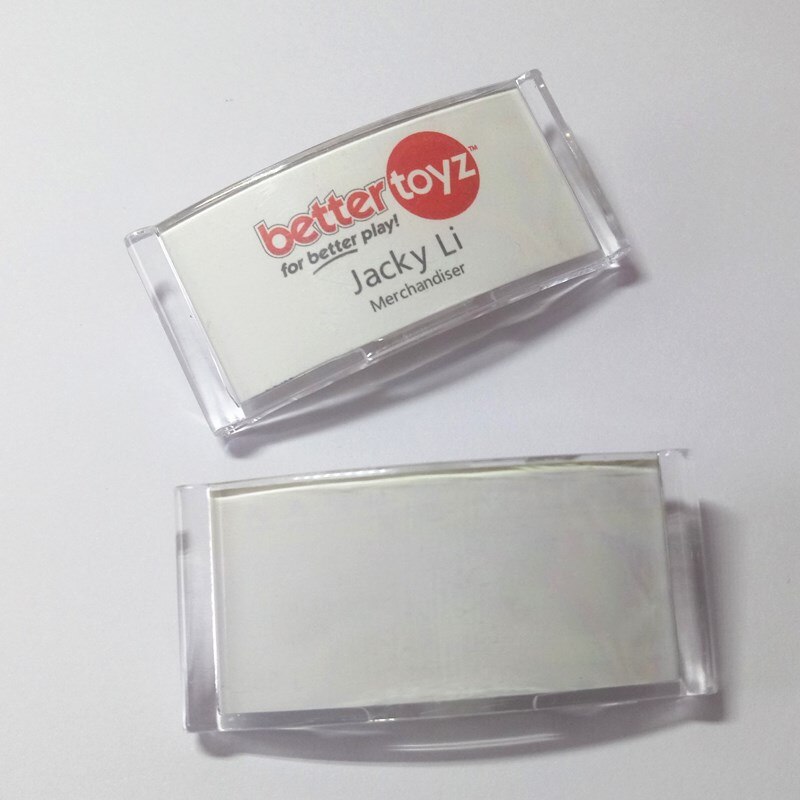 better toyz™
for better play!
Jacky Li
Merchandiser